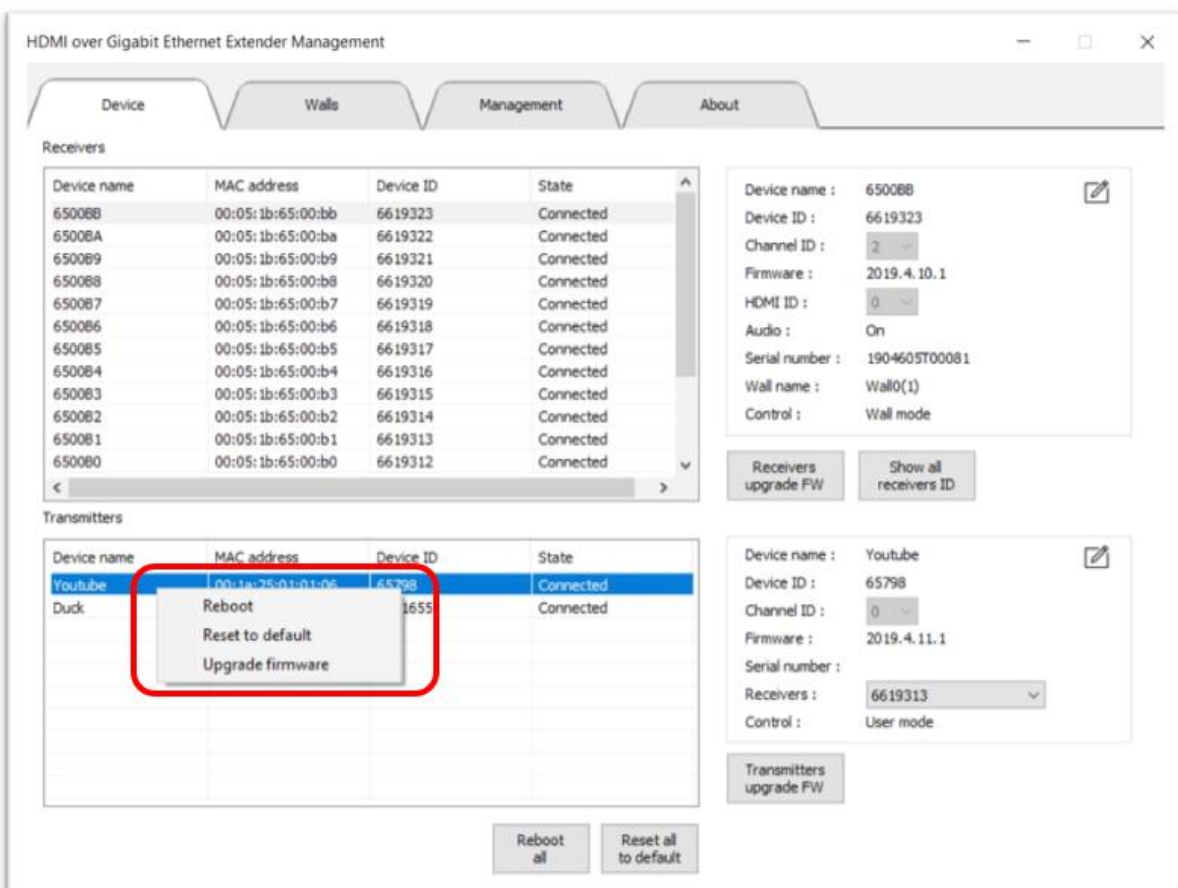 HDMI over Gigabit Ethernet Extender Management
Device Walls Management About
Receivers
Device name MAC address Device ID State
6500BB 00:05:1b:65:00:bb 6619323 Connected
6500BA 00:05:1b:65:00:ba 6619322 Connected
6500B9 00:05:1b:65:00:b9 6619321 Connected
6500B8 00:05:1b:65:00:b8 6619320 Connected
6500B7 00:05:1b:65:00:b7 6619319 Connected
6500B6 00:05:1b:65:00:b6 6619318 Connected
6500B5 00:05:1b:65:00:b5 6619317 Connected
6500B4 00:05:1b:65:00:b4 6619316 Connected
6500B3 00:05:1b:65:00:b3 6619315 Connected
6500B2 00:05:1b:65:00:b2 6619314 Connected
6500B1 00:05:1b:65:00:b1 6619313 Connected
6500B0 00:05:1b:65:00:b0 6619312 Connected
Device name : 6500BB
Device ID : 6619323
Channel ID : 2
Firmware : 2019.4.10.1
HDMI ID : 0
Audio : On
Serial number : 1904605T00081
Wall name : Wall0(1)
Control : Wall mode
Receivers
upgrade FW
Show all
receivers ID
Transmitters
Device name MAC address Device ID State
Youtube 00:1a:25:01:01:06 65798 Connected
Duck 1655 Connected
Reboot
Reset to default
Upgrade firmware
Device name : Youtube
Device ID : 65798
Channel ID : 0
Firmware : 2019.4.11.1
Serial number :
Receivers : 6619313
Control : User mode
Transmitters
upgrade FW
Reboot
all
Reset all
to default